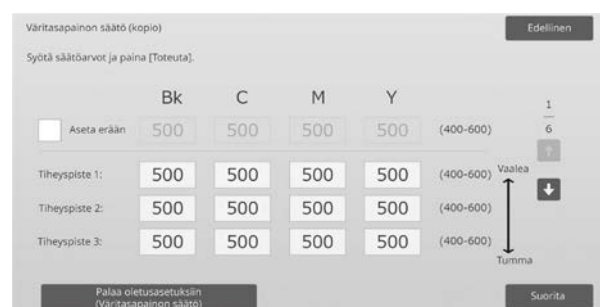 Väritasapainon säätö (kopio)
Edellinen
Syötä säätöarvot ja paina [Toteuta].
Bk C M Y
1
6
Aseta erään 500 500 500 500 (400-600)
Tiheyspiste 1: 500 500 500 500 (400-600) Vaalea
Tiheyspiste 2: 500 500 500 500 (400-600)
Tiheyspiste 3: 500 500 500 500 (400-600)
Tumma
Palaa oletusasetuksiin
(Väritasapainon säätö)
Suorita